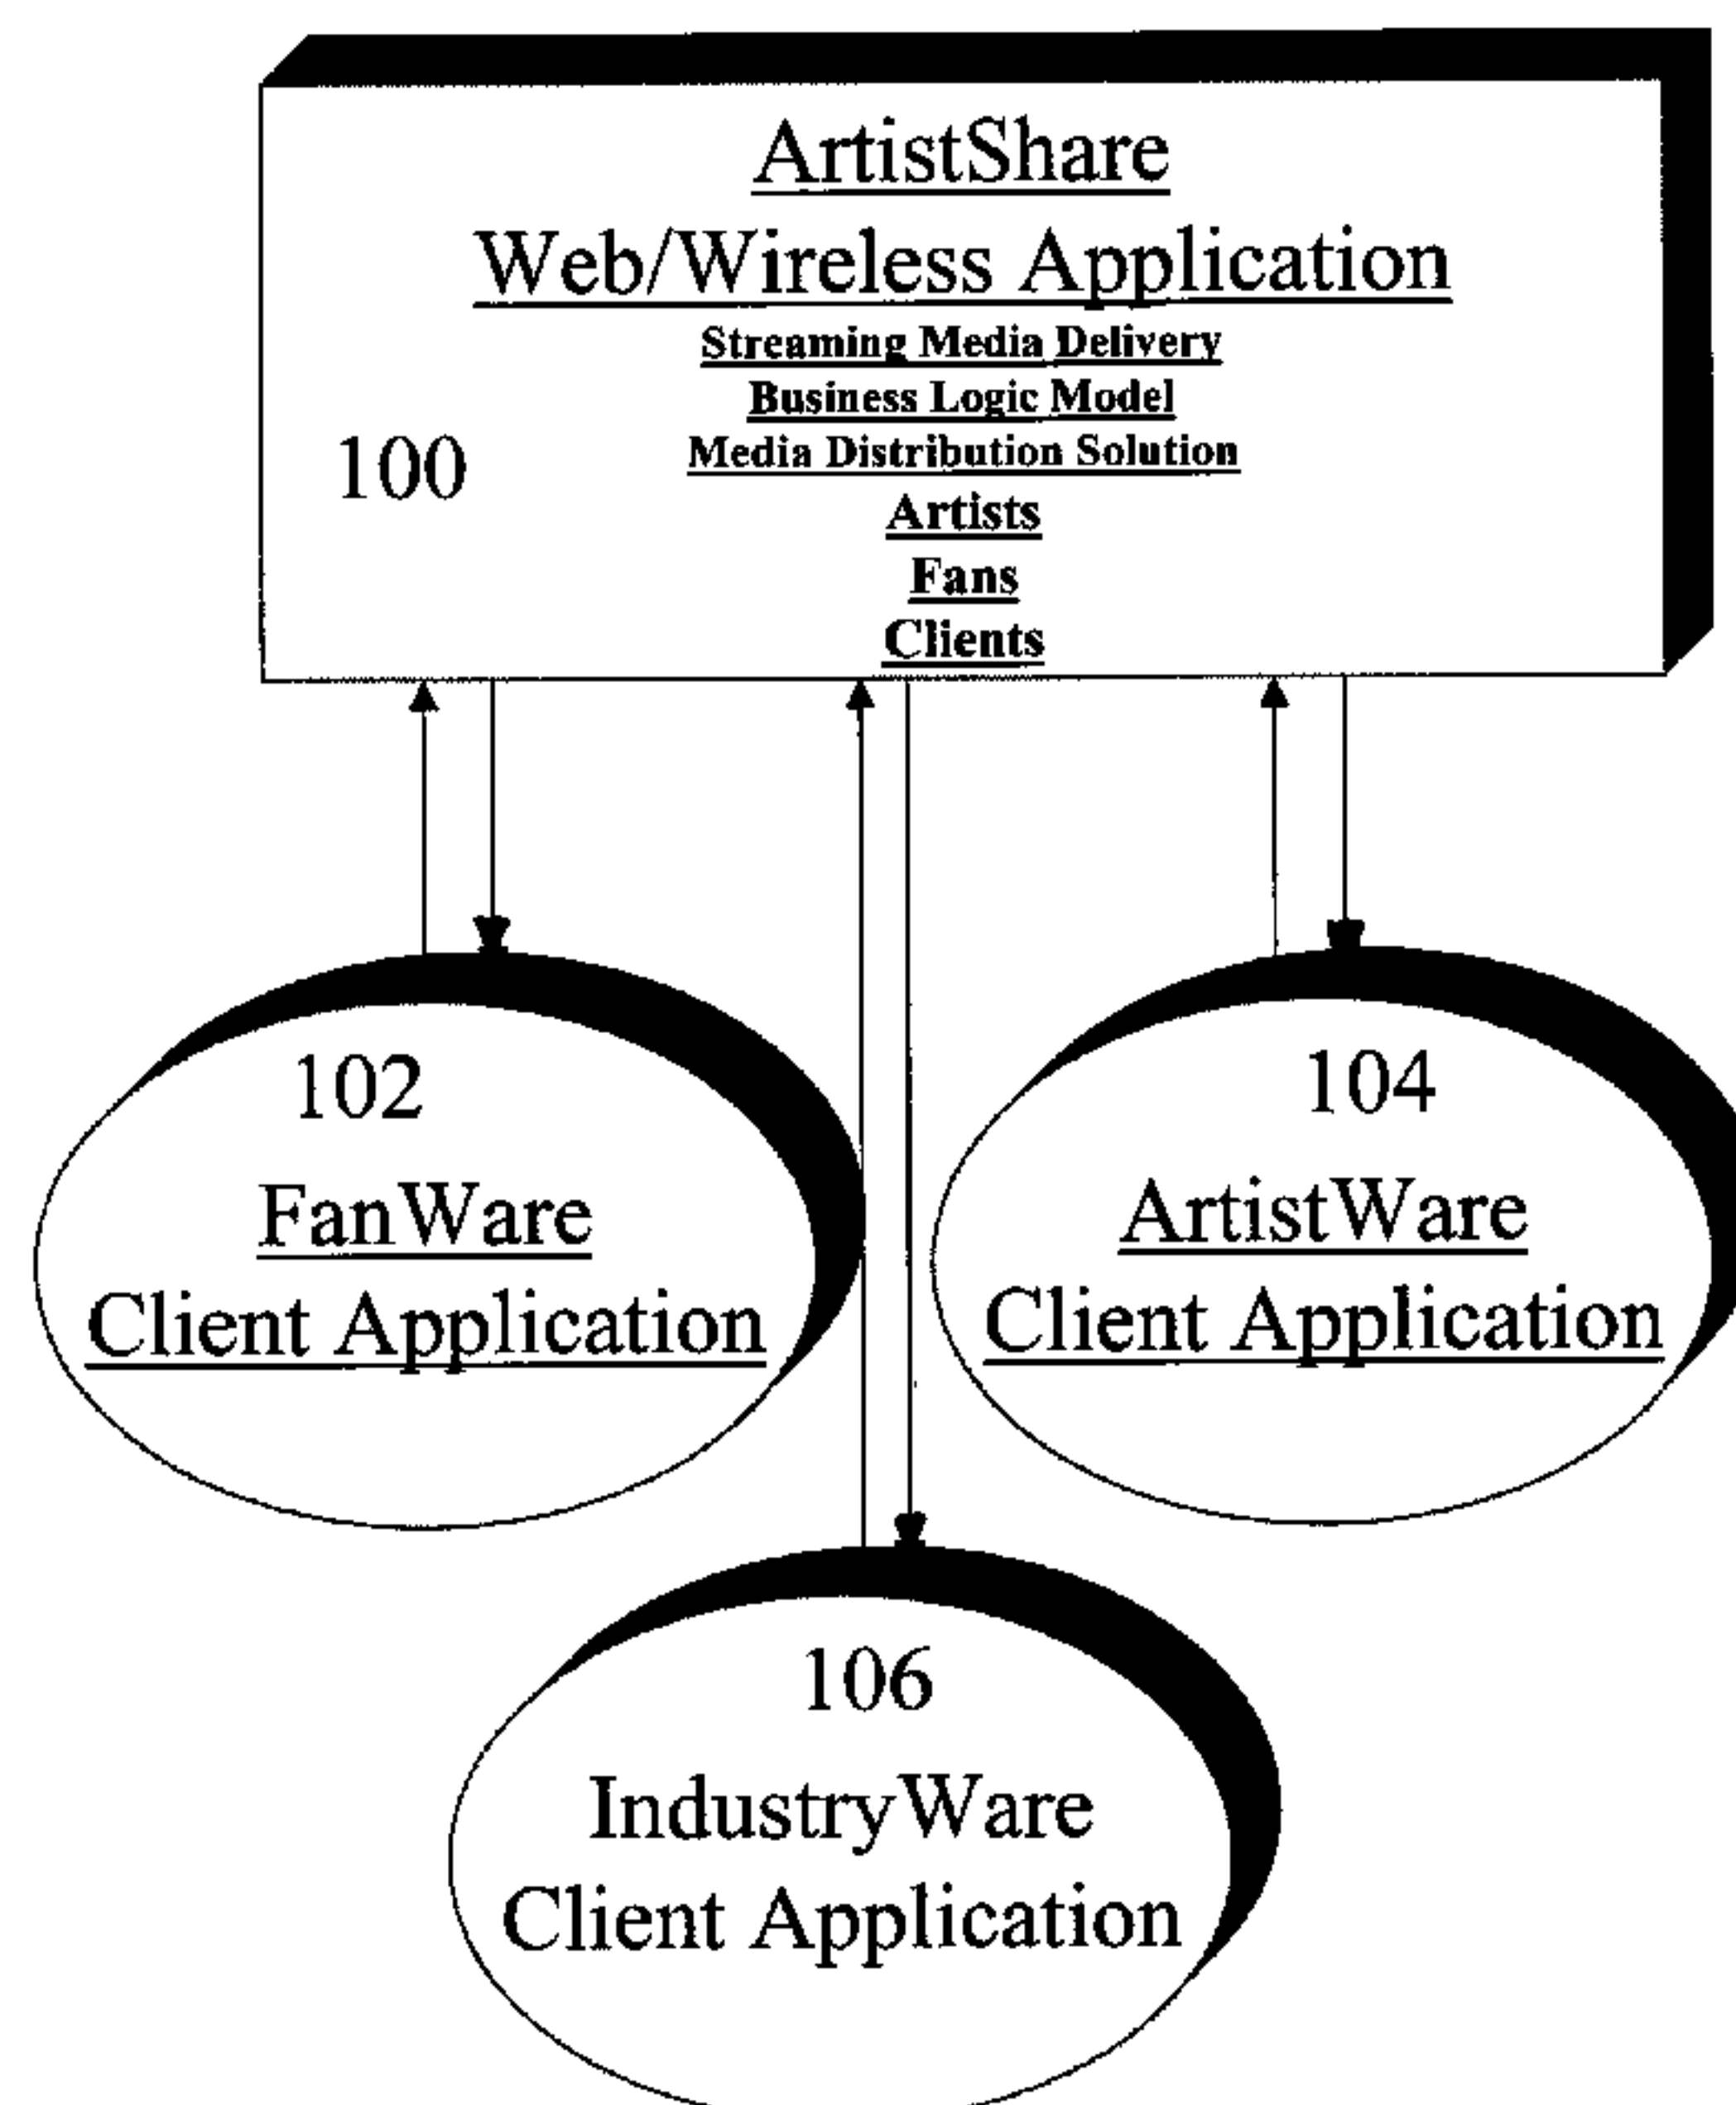 ArtistShare
Web/Wireless Application
Streaming Media Delivery
Business Logic Model
Media Distribution Solution
100
Artists
Fans
Clients
102
FanWare
Client Application
104
ArtistWare
Client Application
106
IndustryWare
Client Application